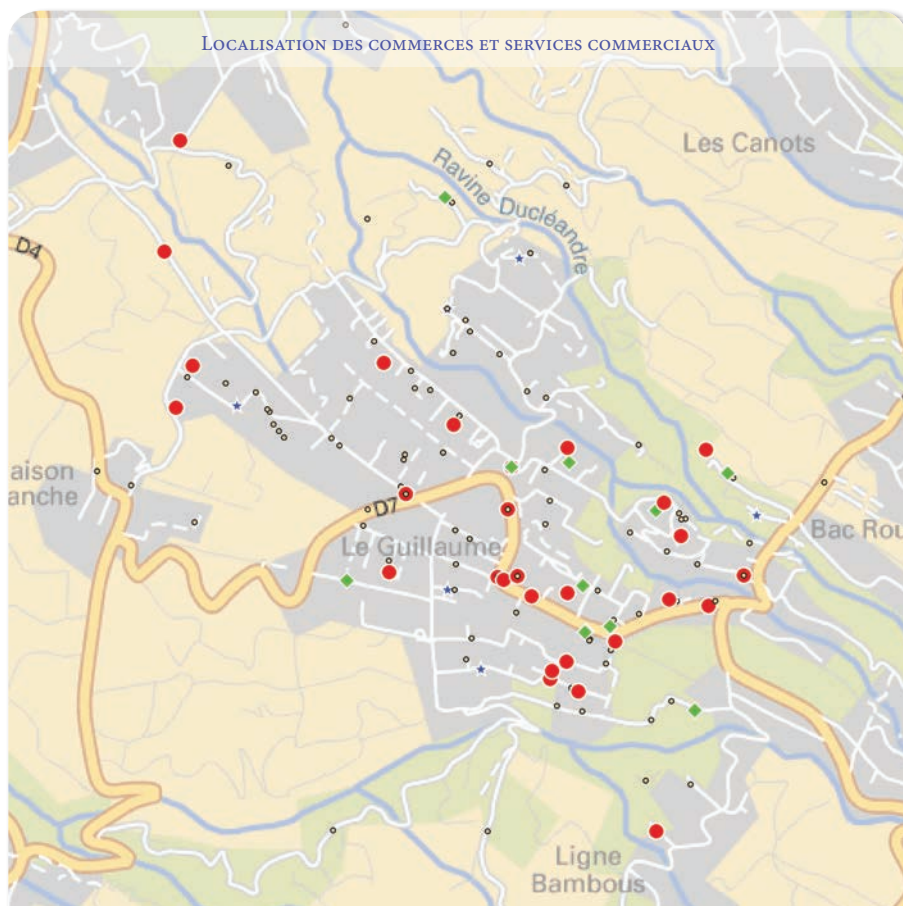 Localisation des commerces et services commerciaux
Les Canots
Ravine Ducléandre
D4
aison
anche
D7
Le Guillaume
Bac Rou
Ligne
Bambous